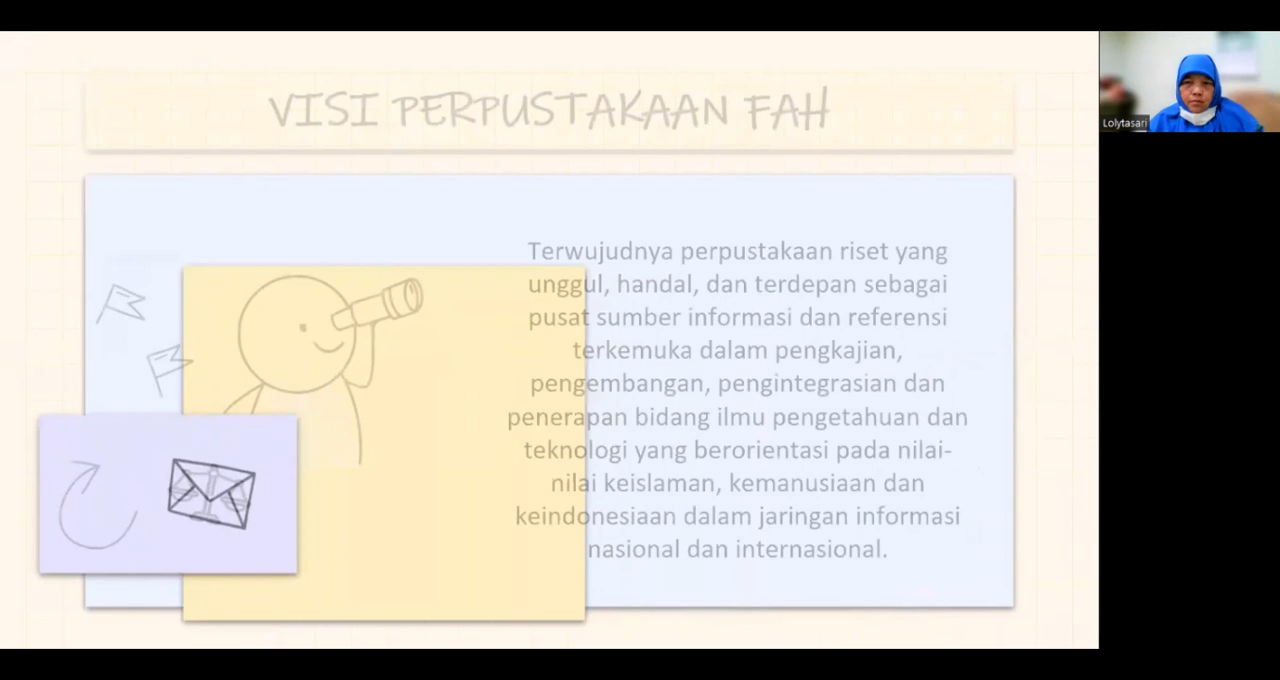 VISI PERPUSTAKAAN FAH
Lolytasari
Terwujudnya perpustakaan riset yang
unggul, handal, dan terdepan sebagai
pusat sumber informasi dan referensi
terkemuka dalam pengkajian,
pengembangan, pengintegrasian dan
penerapan bidang ilmu pengetahuan dan
teknologi yang berorientasi pada nilai-
nilai keislaman, kemanusiaan dan
keindonesiaan dalam jaringan informasi
nasional dan internasional.